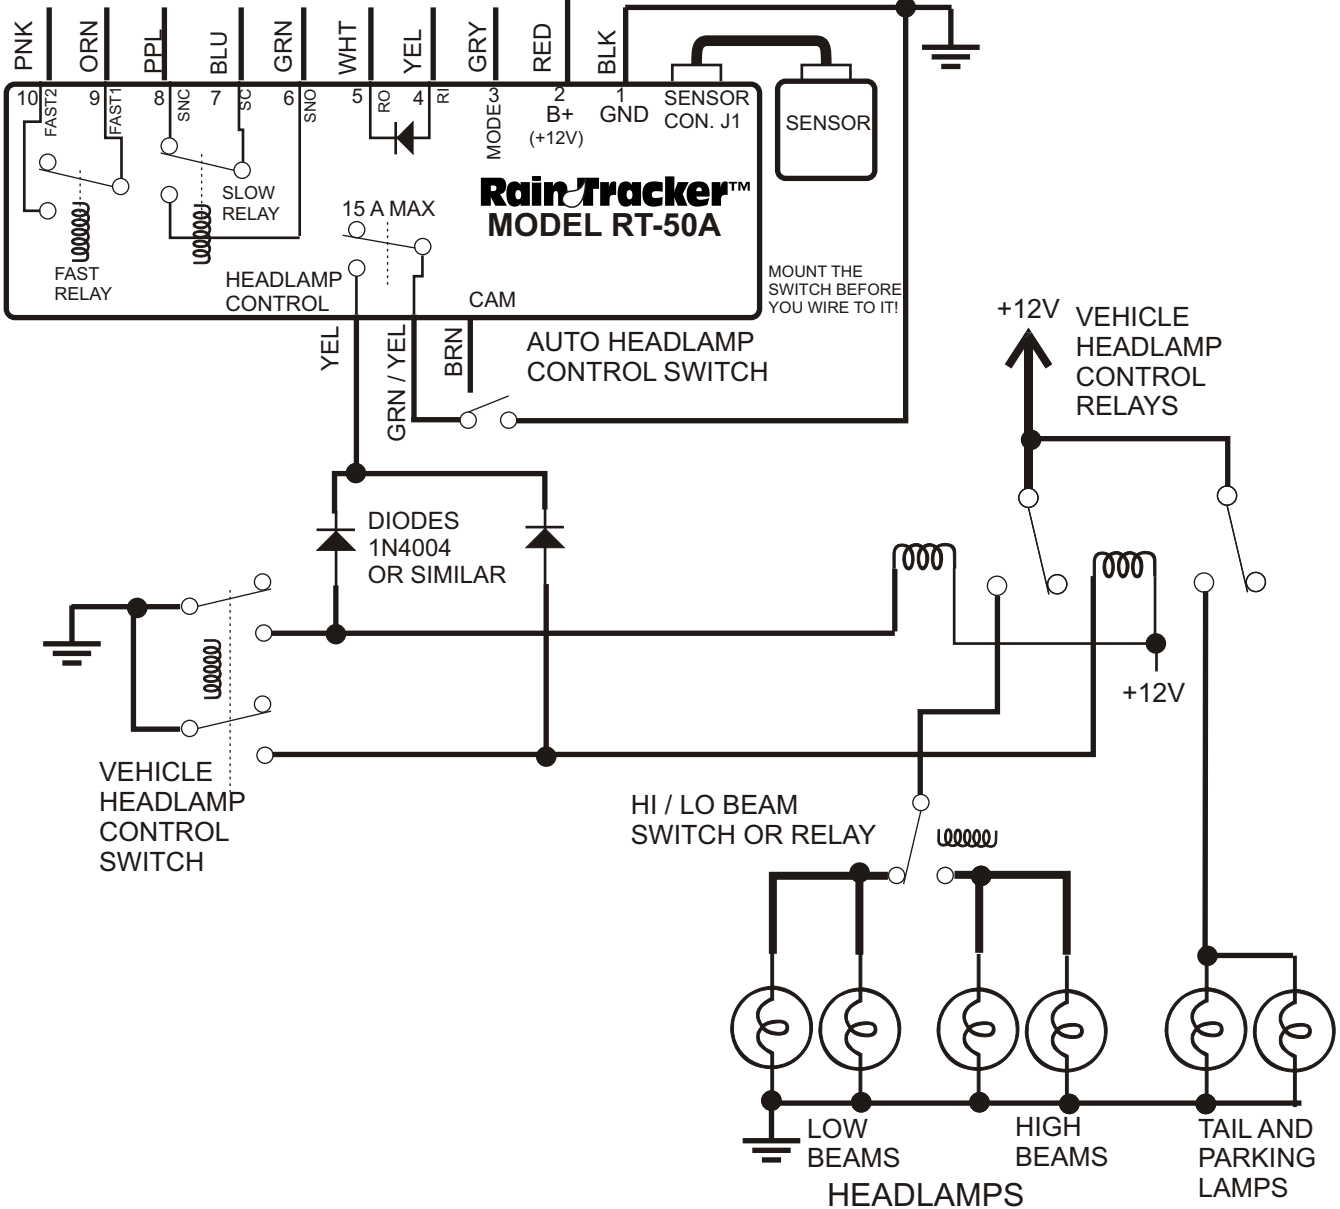 PNK ORN PPL BLU GRN WHT YEL GRY RED BLK
10 9 8 7 6 5 4 3 2 1
FAST2 FAST1 SNC SC SNO RO RI MODE
B+
(+12V)
GND
SENSOR
CON. J1
SENSOR
RainTracker™
MODEL RT-50A
SLOW
RELAY
15 A MAX
FAST
RELAY
HEADLAMP
CONTROL
CAM
MOUNT THE
SWITCH BEFORE
YOU WIRE TO IT!
YEL
GRN / YEL
BRN
AUTO HEADLAMP
CONTROL SWITCH
+12V
VEHICLE
HEADLAMP
CONTROL
RELAYS
DIODES
1N4004
OR SIMILAR
+12V
VEHICLE
HEADLAMP
CONTROL
SWITCH
HI / LO BEAM
SWITCH OR RELAY
LOW
BEAMS
HIGH
BEAMS
TAIL AND
PARKING
LAMPS
HEADLAMPS